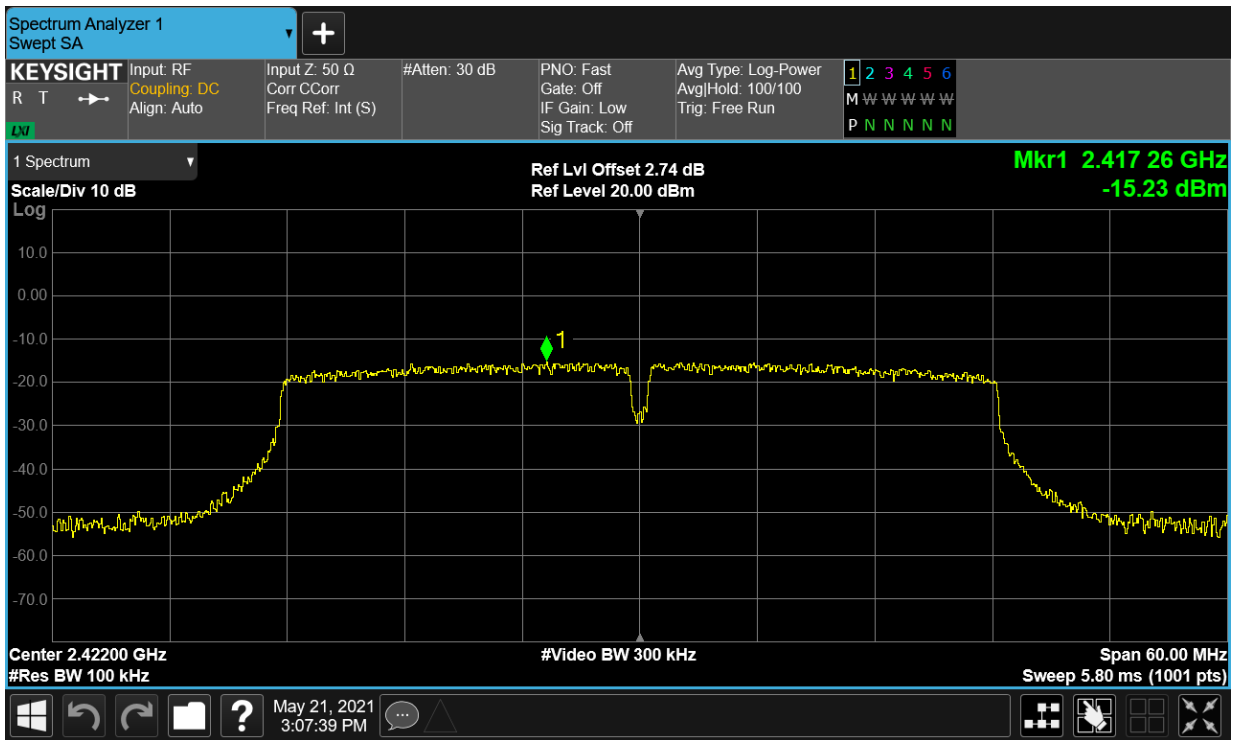 Spectrum Analyzer 1
Swept SA
KEYSIGHT
R T
LXI
Input: RF
Coupling: DC
Align: Auto
Input Z: 50 Ω
Corr CCorr
Freq Ref: Int (S)
#Atten: 30 dB
PNO: Fast
Gate: Off
IF Gain: Low
Sig Track: Off
Avg Type: Log-Power
Avg|Hold: 100/100
Trig: Free Run
1 2 3 4 5 6
M W W W W W
P N N N N N
1 Spectrum
Scale/Div 10 dB
Log
Ref Lvl Offset 2.74 dB
Ref Level 20.00 dBm
Mkr1 2.417 26 GHz
-15.23 dBm
10.0
0.00
-10.0
-20.0
-30.0
-40.0
-50.0
-60.0
-70.0
1
Center 2.42200 GHz
#Res BW 100 kHz
#Video BW 300 kHz
Span 60.00 MHz
Sweep 5.80 ms (1001 pts)
?
May 21, 2021
3:07:39 PM